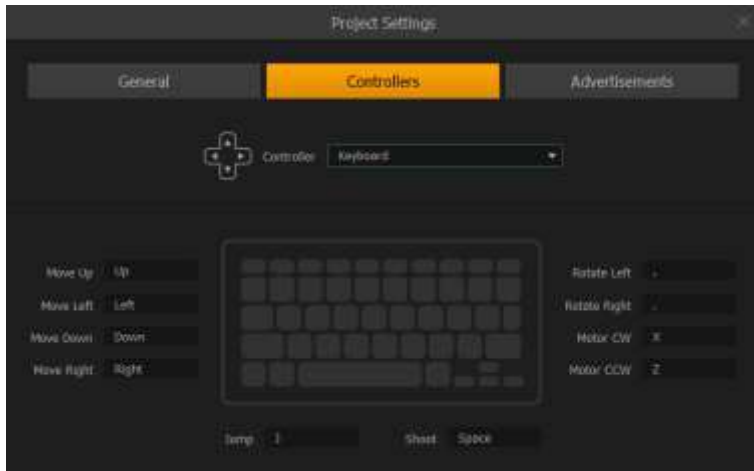 Project Settings
General
Controllers
Advertisements
Controller
Keyboard
Move Up
Up
Move Left
Left
Move Down
Down
Move Right
Right
Rotate Left
Rotate Right
Motor CW
X
Motor CCW
Z
Jump
Shoot
Space